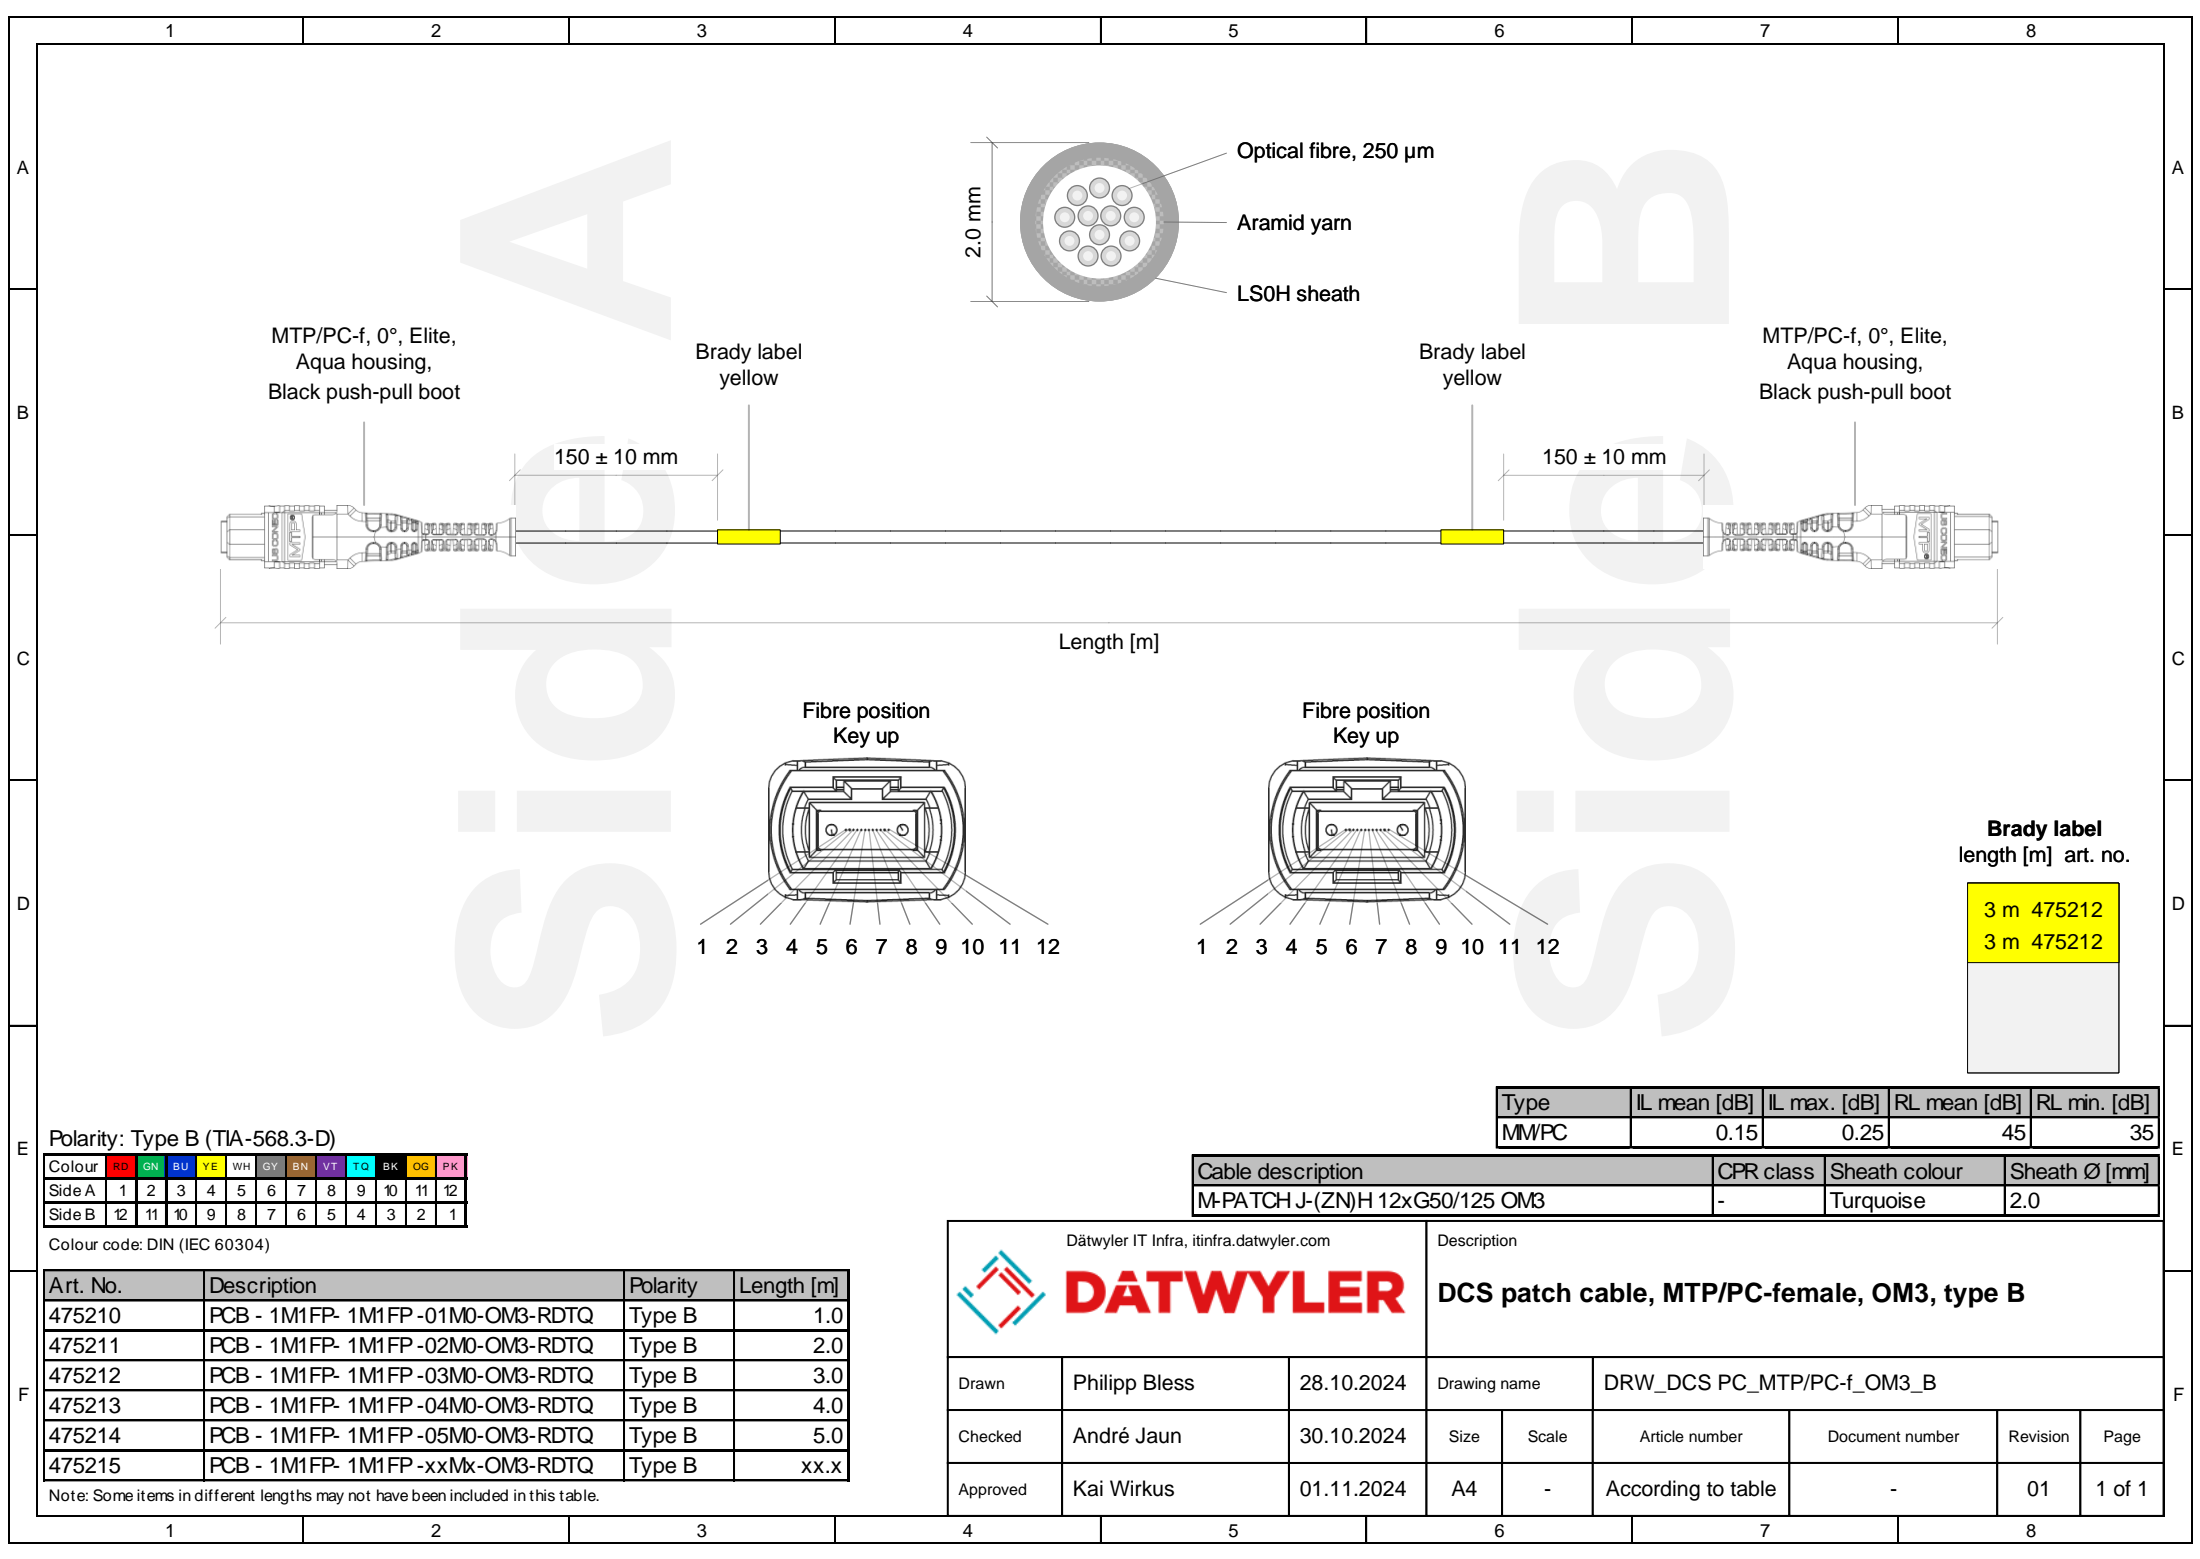 1 2 3 4 5 6 7 8
A
B
C
D
E
F
A
B
C
D
E
F
Side A
Side B
Optical fibre, 250 µm
Aramid yarn
LS0H sheath
2.0 mm
MTP/PC-f, 0°, Elite,
Aqua housing,
Black push-pull boot
Brady label
yellow
Brady label
yellow
MTP/PC-f, 0°, Elite,
Aqua housing,
Black push-pull boot
150 ± 10 mm
150 ± 10 mm
US CONEC
MTP®
MTP®
US CONEC
Length [m]
Fibre position
Key up
1 2 3 4 5 6 7 8 9 10 11 12
Fibre position
Key up
1 2 3 4 5 6 7 8 9 10 11 12
Brady label
length [m] art. no.
3 m 475212
3 m 475212
Type IL mean [dB] IL max. [dB] RL mean [dB] RL min. [dB]
MM/PC 0.15 0.25 45 35
Cable description CPR class Sheath colour Sheath Ø [mm]
M-PATCH J-(ZN)H 12xG50/125 OM3 - Turquoise 2.0
Polarity: Type B (TIA-568.3-D)
Colour RD GN BU YE WH GY BN VT TQ BK OG PK
Side A 1 2 3 4 5 6 7 8 9 10 11 12
Side B 12 11 10 9 8 7 6 5 4 3 2 1
Colour code: DIN (IEC 60304)
Art. No. Description Polarity Length [m]
475210 PCB - 1M1FP- 1M1FP -01M0-OM3-RDTQ Type B 1.0
475211 PCB - 1M1FP- 1M1FP -02M0-OM3-RDTQ Type B 2.0
475212 PCB - 1M1FP- 1M1FP -03M0-OM3-RDTQ Type B 3.0
475213 PCB - 1M1FP- 1M1FP -04M0-OM3-RDTQ Type B 4.0
475214 PCB - 1M1FP- 1M1FP -05M0-OM3-RDTQ Type B 5.0
475215 PCB - 1M1FP- 1M1FP -xxMx-OM3-RDTQ Type B xx.x
Note: Some items in different lengths may not have been included in this table.
Dätwyler IT Infra, itinfra.datwyler.com
DÄTWYLER
Description
DCS patch cable, MTP/PC-female, OM3, type B
Drawn Philipp Bless 28.10.2024 Drawing name DRW_DCS PC_MTP/PC-f_OM3_B
Checked André Jaun 30.10.2024 Size Scale Article number Document number Revision Page
Approved Kai Wirkus 01.11.2024 A4 - According to table - 01 1 of 1
1 2 3 4 5 6 7 8